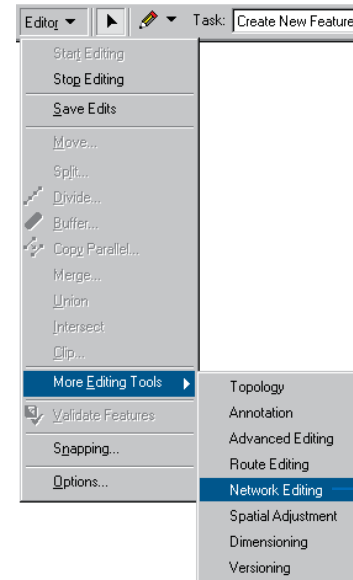 Editor Task: Create New Feature
Start Editing
Stop Editing
Save Edits
Move...
Split...
Divide...
Buffer...
Copy Parallel...
Merge...
Union
Intersect
Clip...
More Editing Tools
Validate Features
Snapping...
Options...
Topology
Annotation
Advanced Editing
Route Editing
Network Editing
Spatial Adjustment
Dimensioning
Versioning